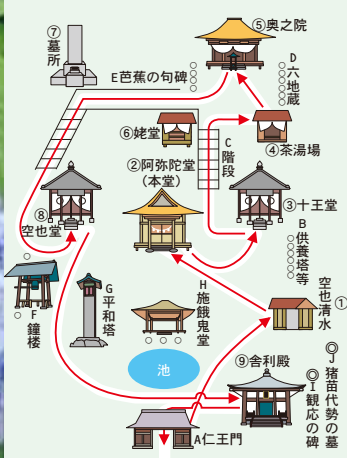 ⑦墓所
E芭蕉の句碑
⑤奥之院
D六地蔵
⑥姥堂
C階段
④茶湯場
②阿弥陀堂
(本堂)
③十王堂
B供養塔等
⑧
空也堂
空也清水
①
F鐘楼
G平和塔
H施餓鬼堂
池
⑨舎利殿
J猪苗代勢の墓
I観応の碑
A仁王門